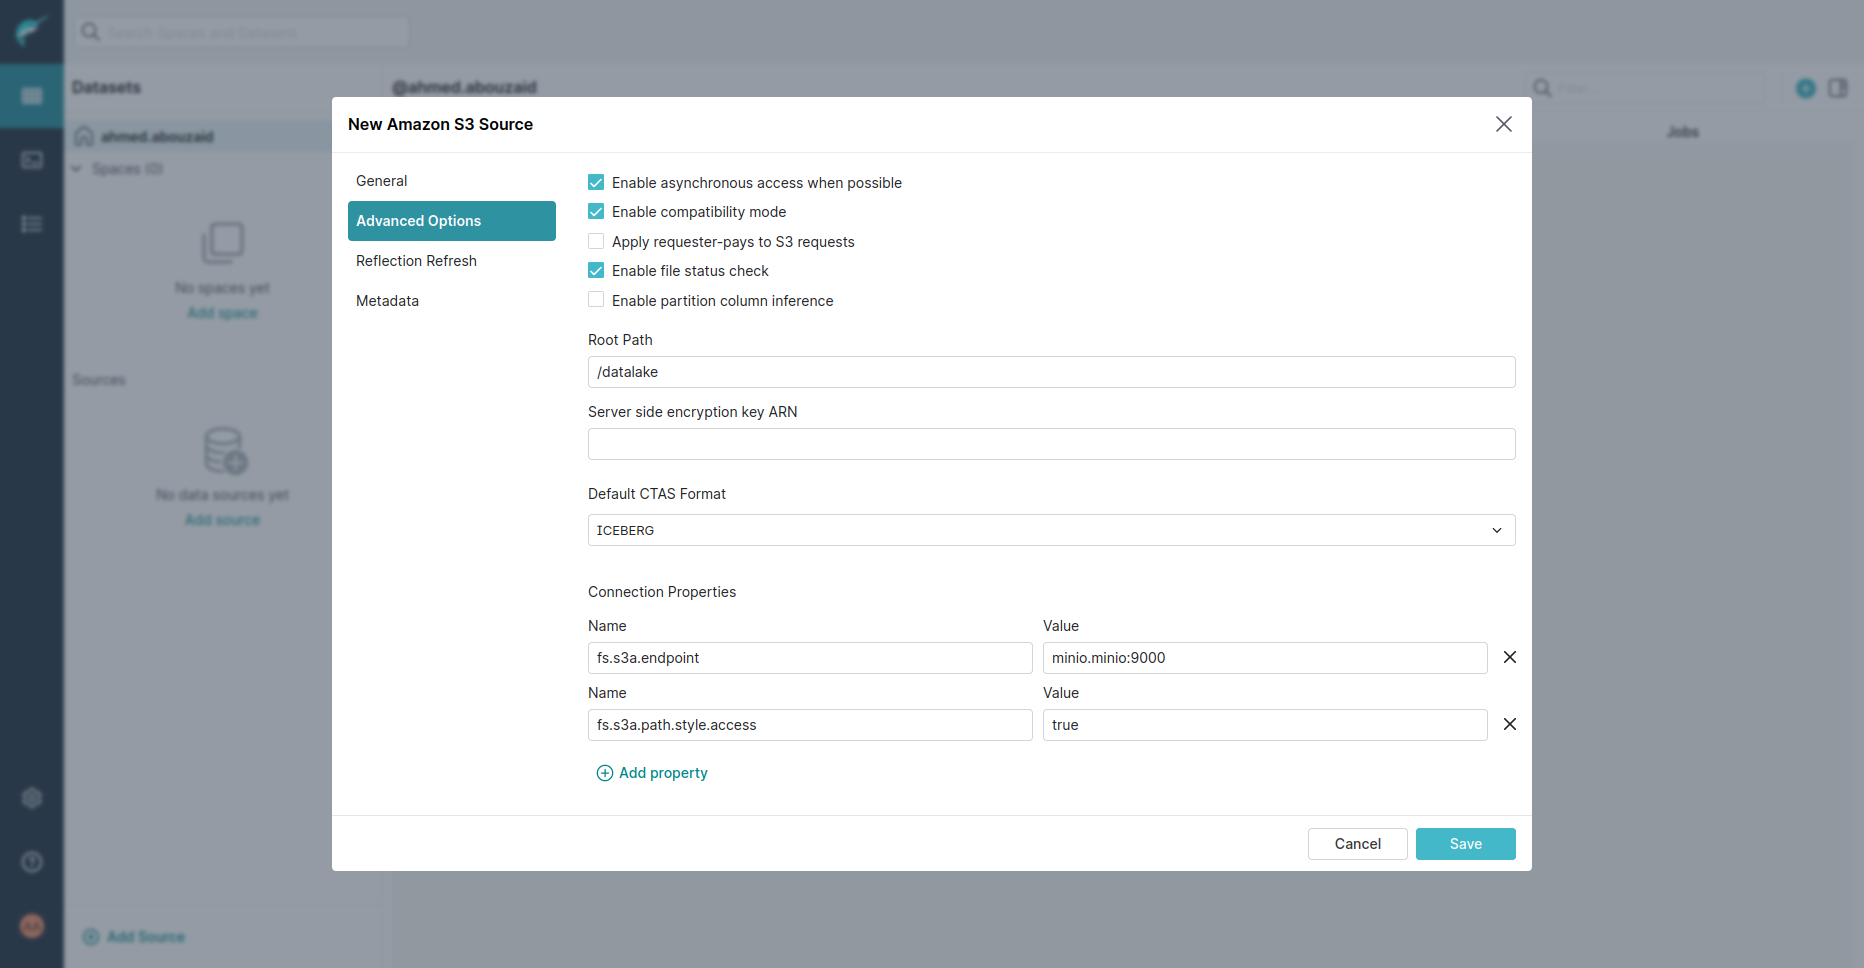 Search Spaces and Datasets
Datasets
@ahmed.abouzaid
Filter...
ahmed.abouzaid
Jobs
Spaces (0)
No spaces yet
Add space
Sources
No data sources yet
Add source
Add Source
AA
New Amazon S3 Source
General
Advanced Options
Reflection Refresh
Metadata
Enable asynchronous access when possible
Enable compatibility mode
Apply requester-pays to S3 requests
Enable file status check
Enable partition column inference
Root Path
/datalake
Server side encryption key ARN
Default CTAS Format
ICEBERG
Connection Properties
Name Value
fs.s3a.endpoint minio.minio:9000
Name Value
fs.s3a.path.style.access true
Add property
Cancel Save